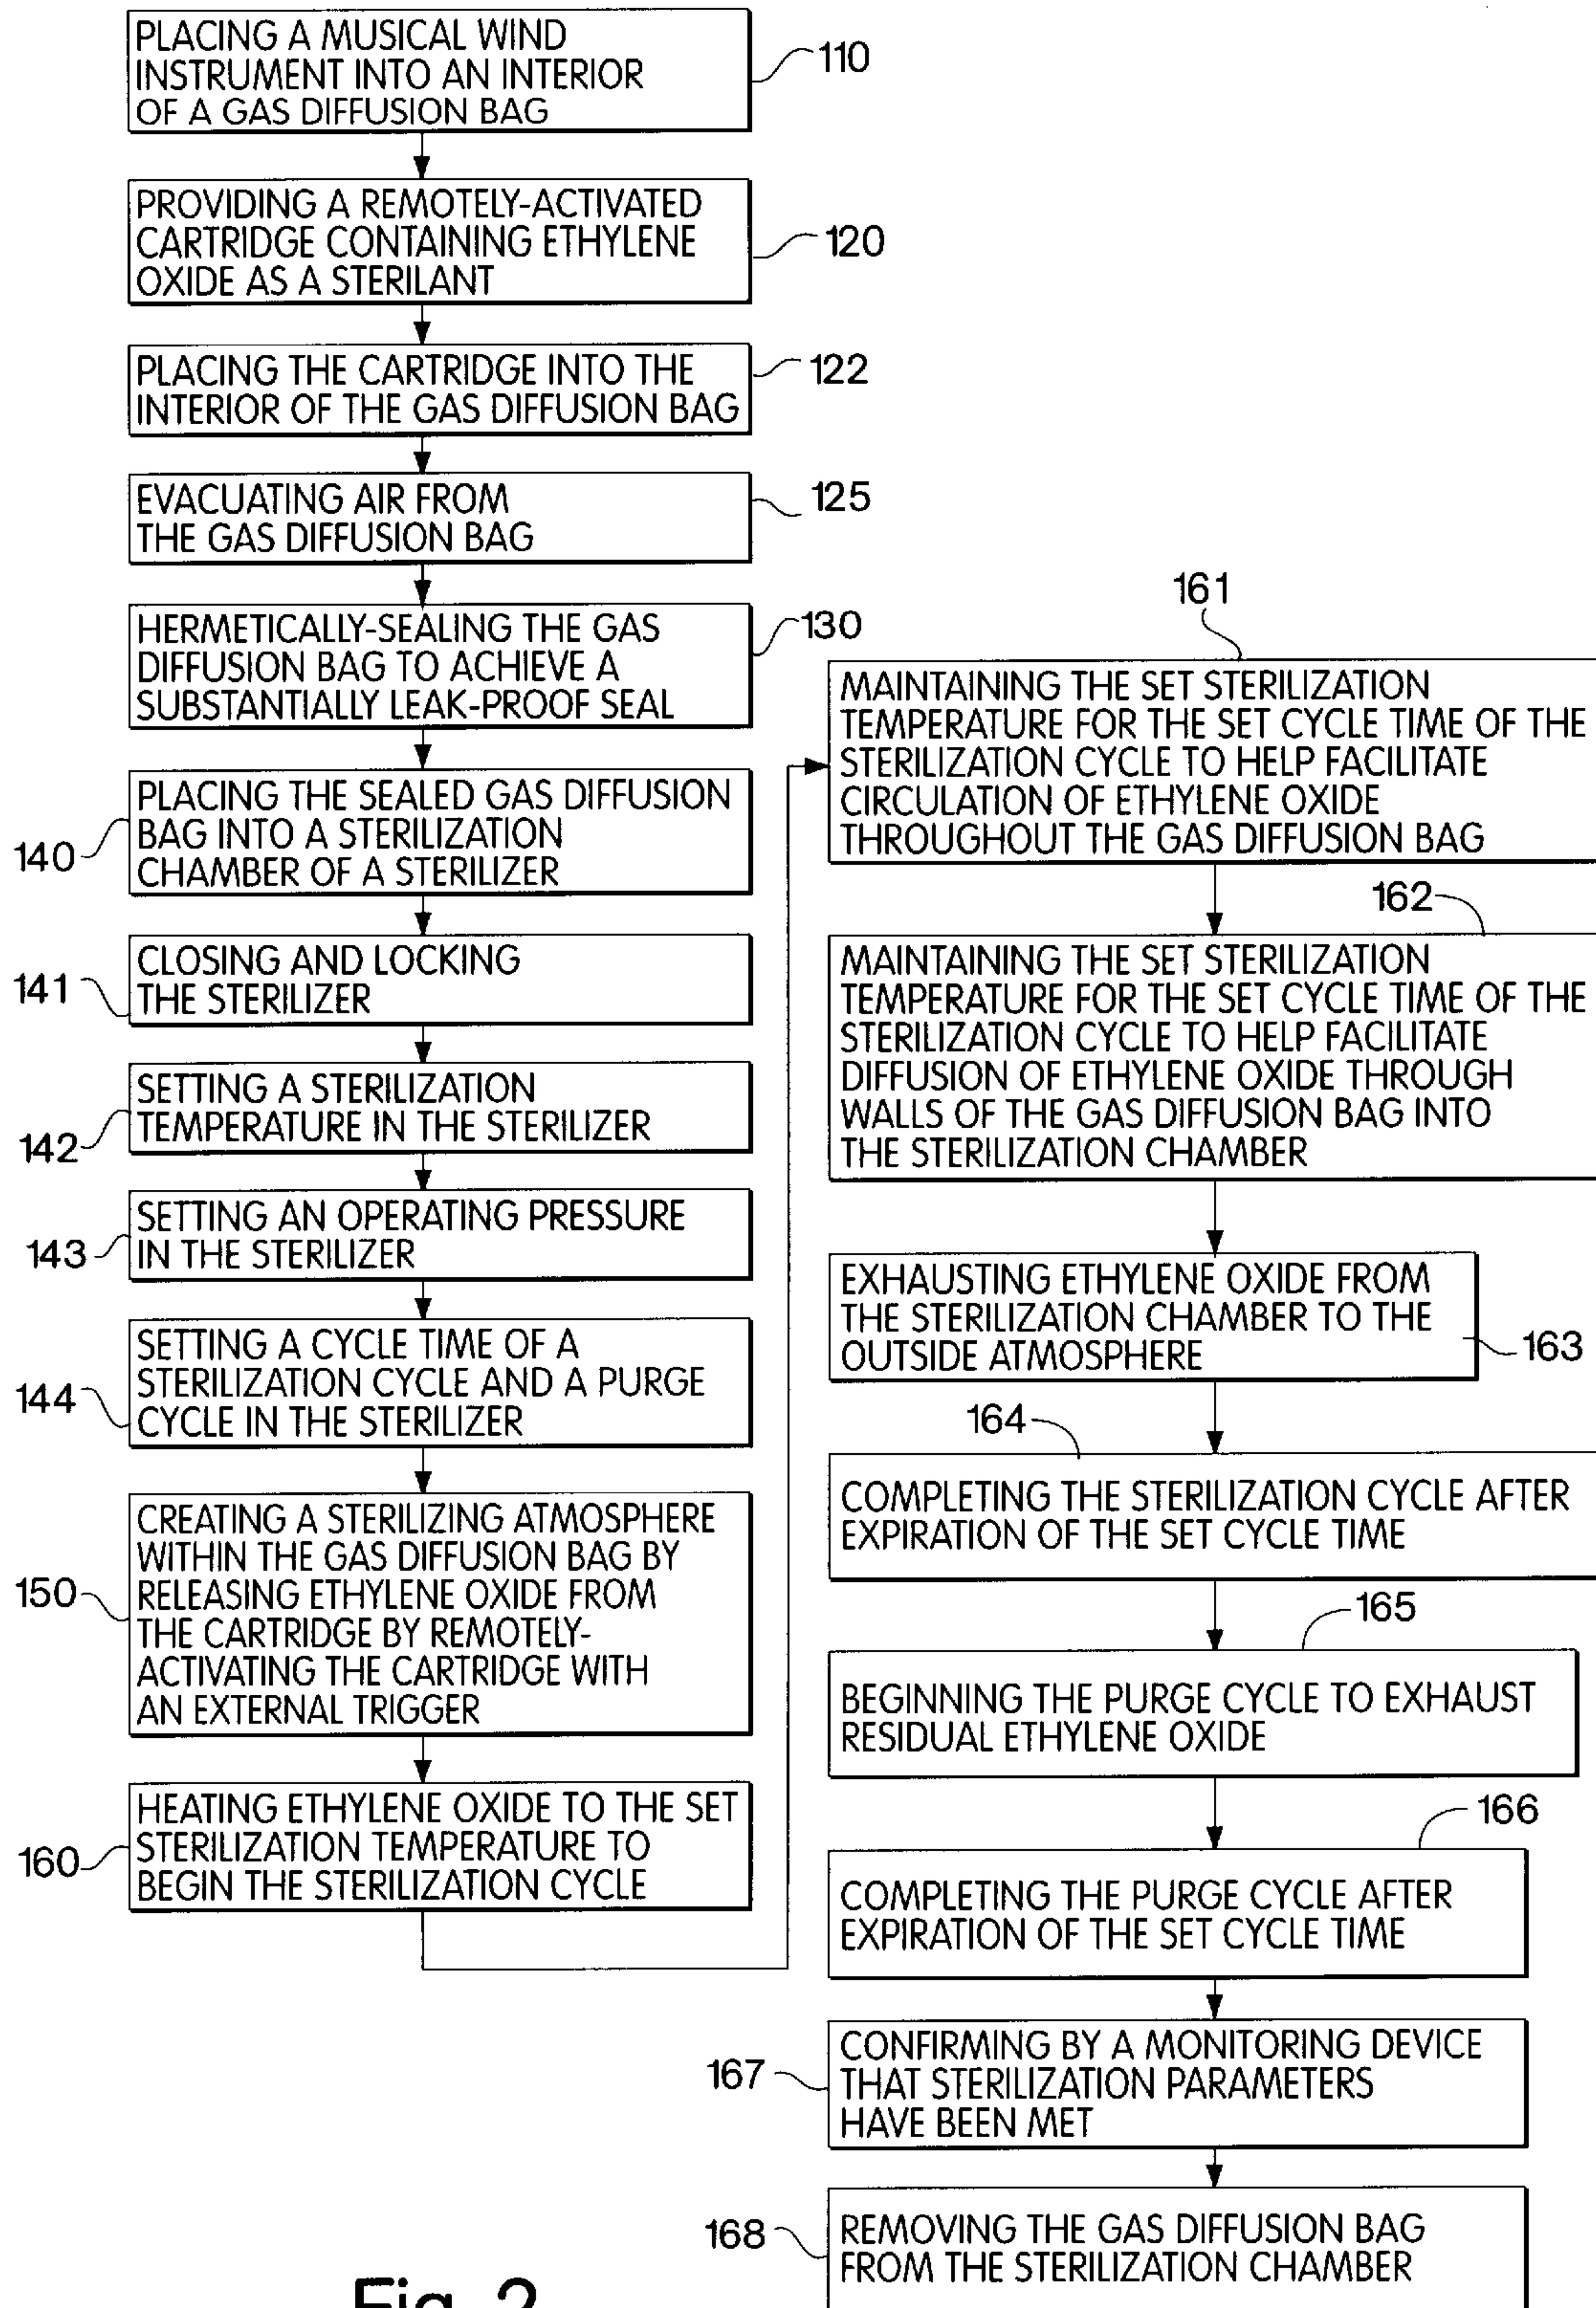 PLACING A MUSICAL WIND
INSTRUMENT INTO AN INTERIOR
OF A GAS DIFFUSION BAG
110
PROVIDING A REMOTELY-ACTIVATED
CARTRIDGE CONTAINING ETHYLENE
OXIDE AS A STERILANT
120
PLACING THE CARTRIDGE INTO THE
INTERIOR OF THE GAS DIFFUSION BAG
122
EVACUATING AIR FROM
THE GAS DIFFUSION BAG
125
HERMETICALLY-SEALING THE GAS
DIFFUSION BAG TO ACHIEVE A
SUBSTANTIALLY LEAK-PROOF SEAL
130
PLACING THE SEALED GAS DIFFUSION
BAG INTO A STERILIZATION
CHAMBER OF A STERILIZER
140
CLOSING AND LOCKING
THE STERILIZER
141
SETTING A STERILIZATION
TEMPERATURE IN THE STERILIZER
142
SETTING AN OPERATING PRESSURE
IN THE STERILIZER
143
SETTING A CYCLE TIME OF A
STERILIZATION CYCLE AND A PURGE
CYCLE IN THE STERILIZER
144
CREATING A STERILIZING ATMOSPHERE
WITHIN THE GAS DIFFUSION BAG BY
RELEASING ETHYLENE OXIDE FROM
THE CARTRIDGE BY REMOTELY-
ACTIVATING THE CARTRIDGE WITH
AN EXTERNAL TRIGGER
150
HEATING ETHYLENE OXIDE TO THE SET
STERILIZATION TEMPERATURE TO
BEGIN THE STERILIZATION CYCLE
160
161
MAINTAINING THE SET STERILIZATION
TEMPERATURE FOR THE SET CYCLE TIME OF THE
STERILIZATION CYCLE TO HELP FACILITATE
CIRCULATION OF ETHYLENE OXIDE
THROUGHOUT THE GAS DIFFUSION BAG
162
MAINTAINING THE SET STERILIZATION
TEMPERATURE FOR THE SET CYCLE TIME OF THE
STERILIZATION CYCLE TO HELP FACILITATE
DIFFUSION OF ETHYLENE OXIDE THROUGH
WALLS OF THE GAS DIFFUSION BAG INTO
THE STERILIZATION CHAMBER
EXHAUSTING ETHYLENE OXIDE FROM
THE STERILIZATION CHAMBER TO THE
OUTSIDE ATMOSPHERE
163
164
COMPLETING THE STERILIZATION CYCLE AFTER
EXPIRATION OF THE SET CYCLE TIME
165
BEGINNING THE PURGE CYCLE TO EXHAUST
RESIDUAL ETHYLENE OXIDE
166
COMPLETING THE PURGE CYCLE AFTER
EXPIRATION OF THE SET CYCLE TIME
CONFIRMING BY A MONITORING DEVICE
THAT STERILIZATION PARAMETERS
HAVE BEEN MET
167
REMOVING THE GAS DIFFUSION BAG
FROM THE STERILIZATION CHAMBER
168
Fig. 2